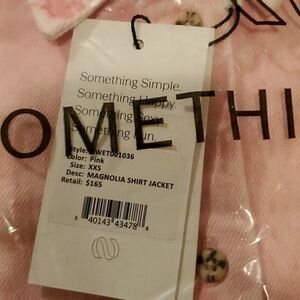 Something Simple.
Something Happy.
OMETHI
Something Fun.
Style: WET001036
Color: Pink
Size: XXS
Desc: MAGNOLIA SHIRT JACKET
Retail: $165
8 40143 43478 8